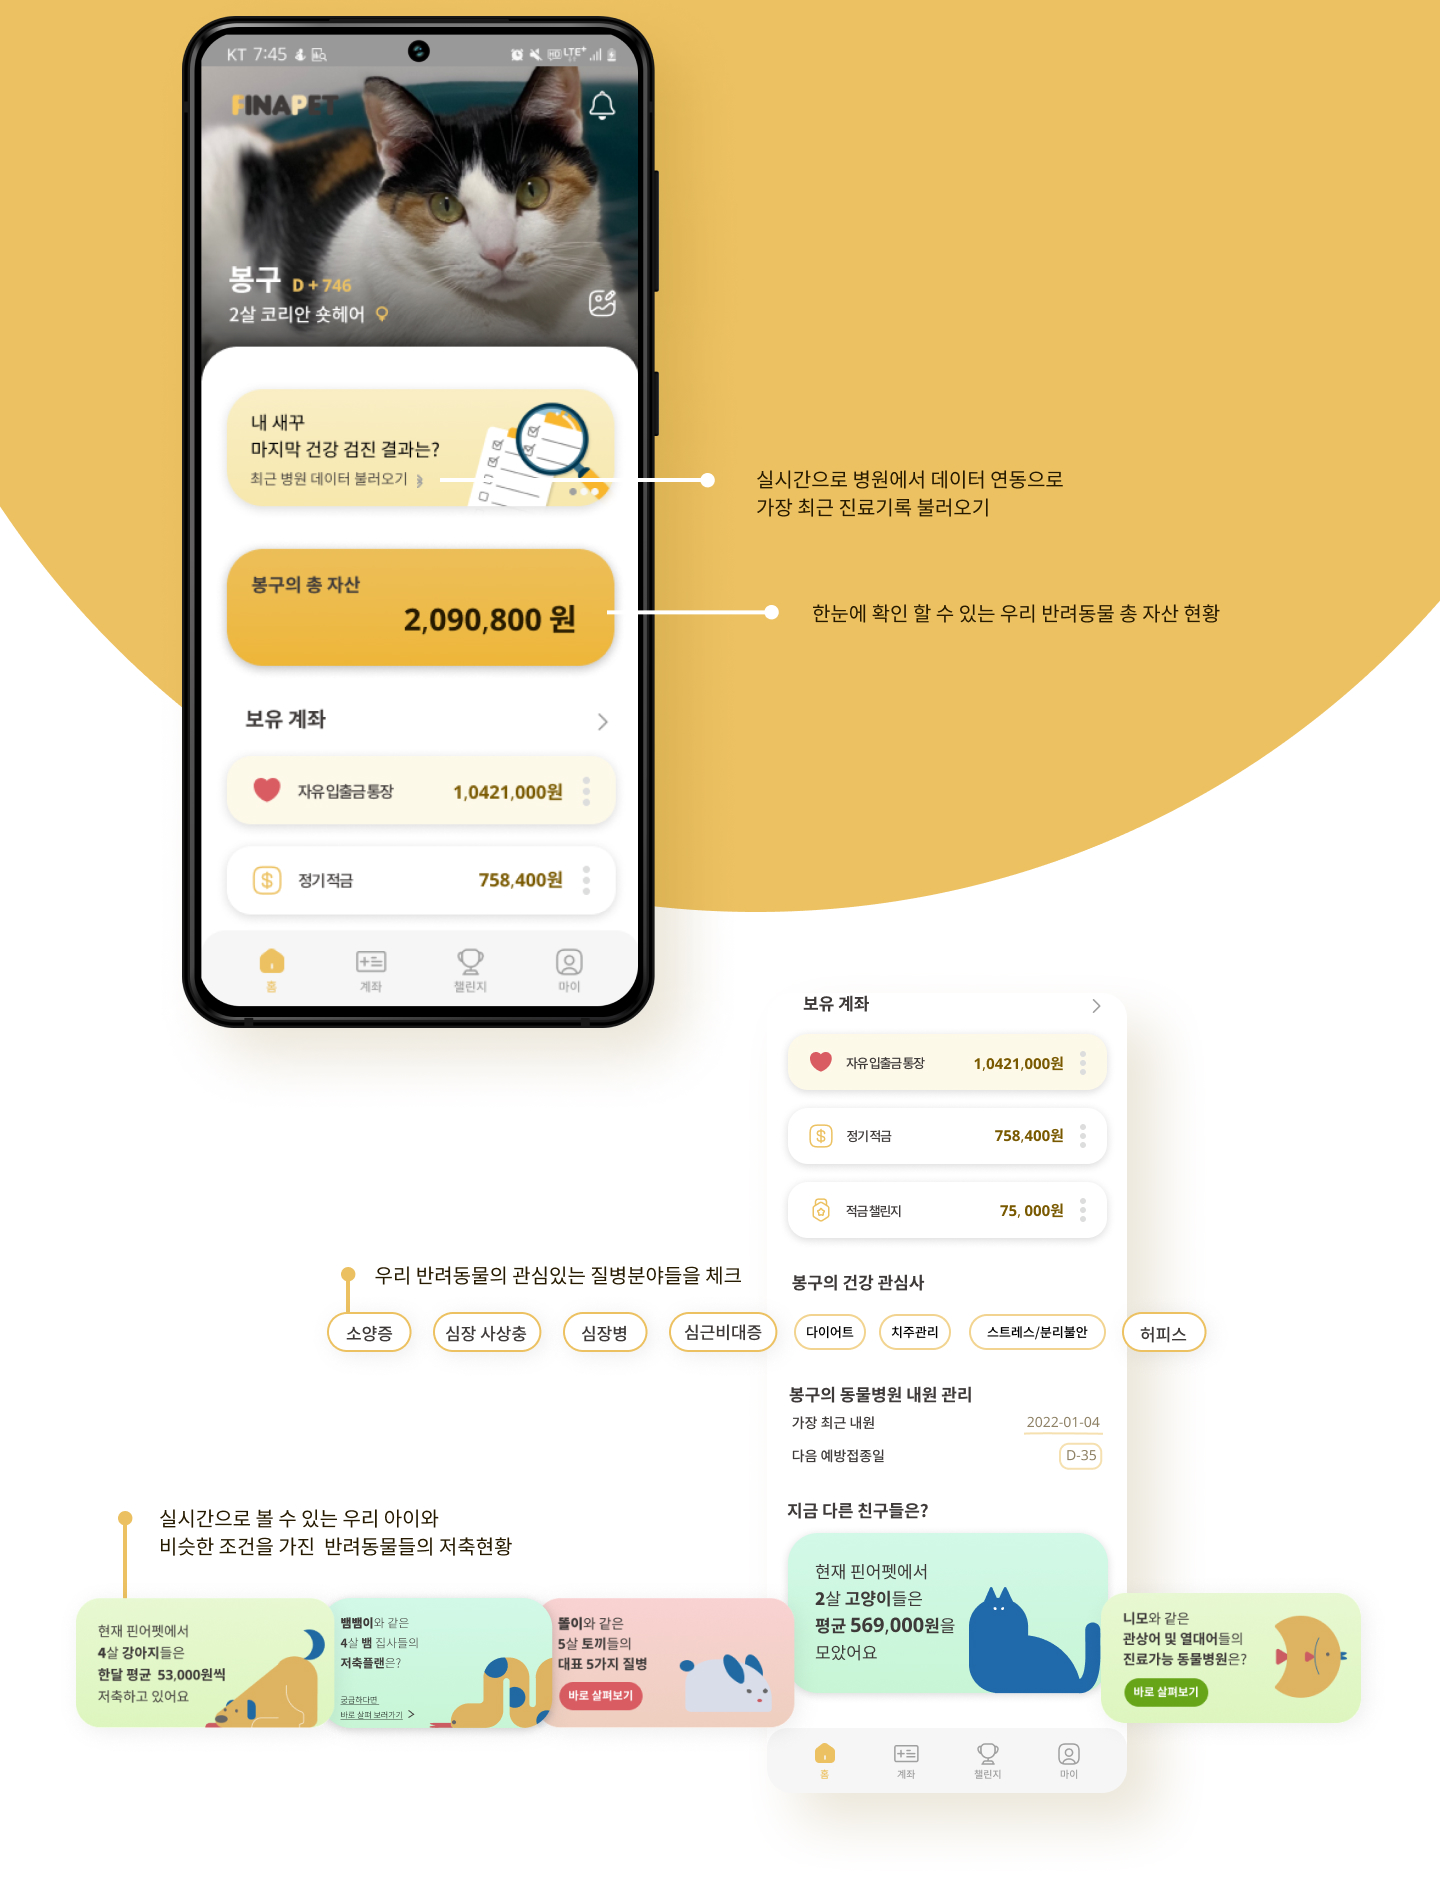 KT 7:45
HD LTE+
FINAPET
봉구 D + 746
2살 코리안 숏헤어
내 새꾸
마지막 건강 검진 결과는?
최근 병원 데이터 불러오기
실시간으로 병원에서 데이터 연동으로
가장 최근 진료기록 불러오기
봉구의 총 자산
2,090,800 원
한눈에 확인 할 수 있는 우리 반려동물 총 자산 현황
보유 계좌
자유입출금통장 1,0421,000원
정기적금 758,400원
홈 계좌 챌린지 마이
보유 계좌
자유입출금통장 1,0421,000원
정기적금 758,400원
적금챌린지 75, 000원
우리 반려동물의 관심있는 질병분야들을 체크
봉구의 건강 관심사
소양증 심장 사상충 심장병 심근비대증 다이어트 치주관리 스트레스/분리불안 허피스
봉구의 동물병원 내원 관리
가장 최근 내원 2022-01-04
다음 예방접종일 D-35
실시간으로 볼 수 있는 우리 아이와
비슷한 조건을 가진 반려동물들의 저축현황
지금 다른 친구들은?
현재 핀어펫에서
4살 강아지들은
한달 평균 53,000원씩
저축하고 있어요
뱀뱀이와 같은
4살 뱀 집사들의
저축플랜은?
궁금하다면
바로 살펴 보러가기
똘이와 같은
5살 토끼들의
대표 5가지 질병
바로 살펴보기
현재 핀어펫에서
2살 고양이들은
평균 569,000원을
모았어요
니모와 같은
관상어 및 열대어들의
진료가능 동물병원은?
바로 살펴보기
홈 계좌 챌린지 마이